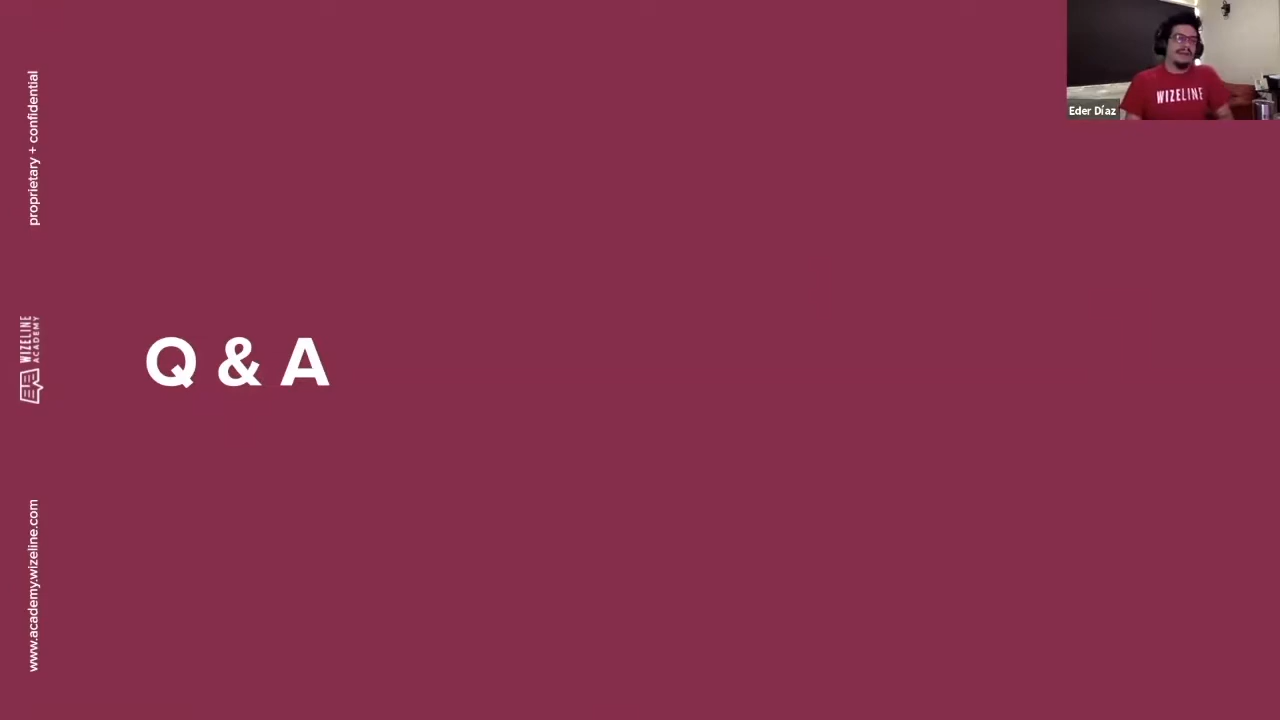 proprietary + confidential
WIZELINE
ACADEMY
www.academy.wizeline.com
Q & A
WIZELINE
Eder Díaz